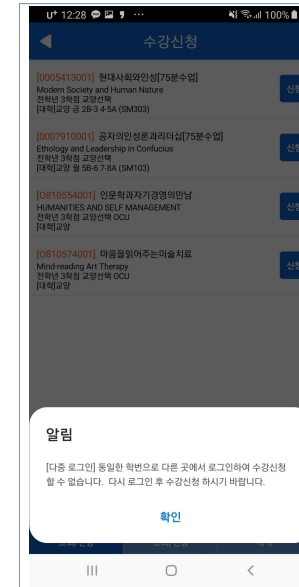 U+ 12:28 ... 100%
수강신청
[0005413001] 현대사회와인성[75분수업]
Modern Society and Human Nature
전학년 3학점 교양선택
[대학]교양 금 2B-3 4-5A (SM303)
신청
[0007910001] 공자의인성론과리더십[75분수업]
Ethology and Leadership in Confucius
전학년 3학점 교양선택
[대학]교양 월 5B-6 7-8A (SM103)
신청
[O810554001] 인문학과자기경영의만남
HUMANITIES AND SELF MANAGEMENT
전학년 3학점 교양선택 OCU
[대학]교양
신청
[O810574001] 마음을읽어주는미술치료
Mind-reading Art Therapy
전학년 3학점 교양선택 OCU
[대학]교양
신청
알림
[다중 로그인] 동일한 학번으로 다른 곳에서 로그인하여 수강신청
할 수 없습니다. 다시 로그인 후 수강신청 하시기 바랍니다.
확인